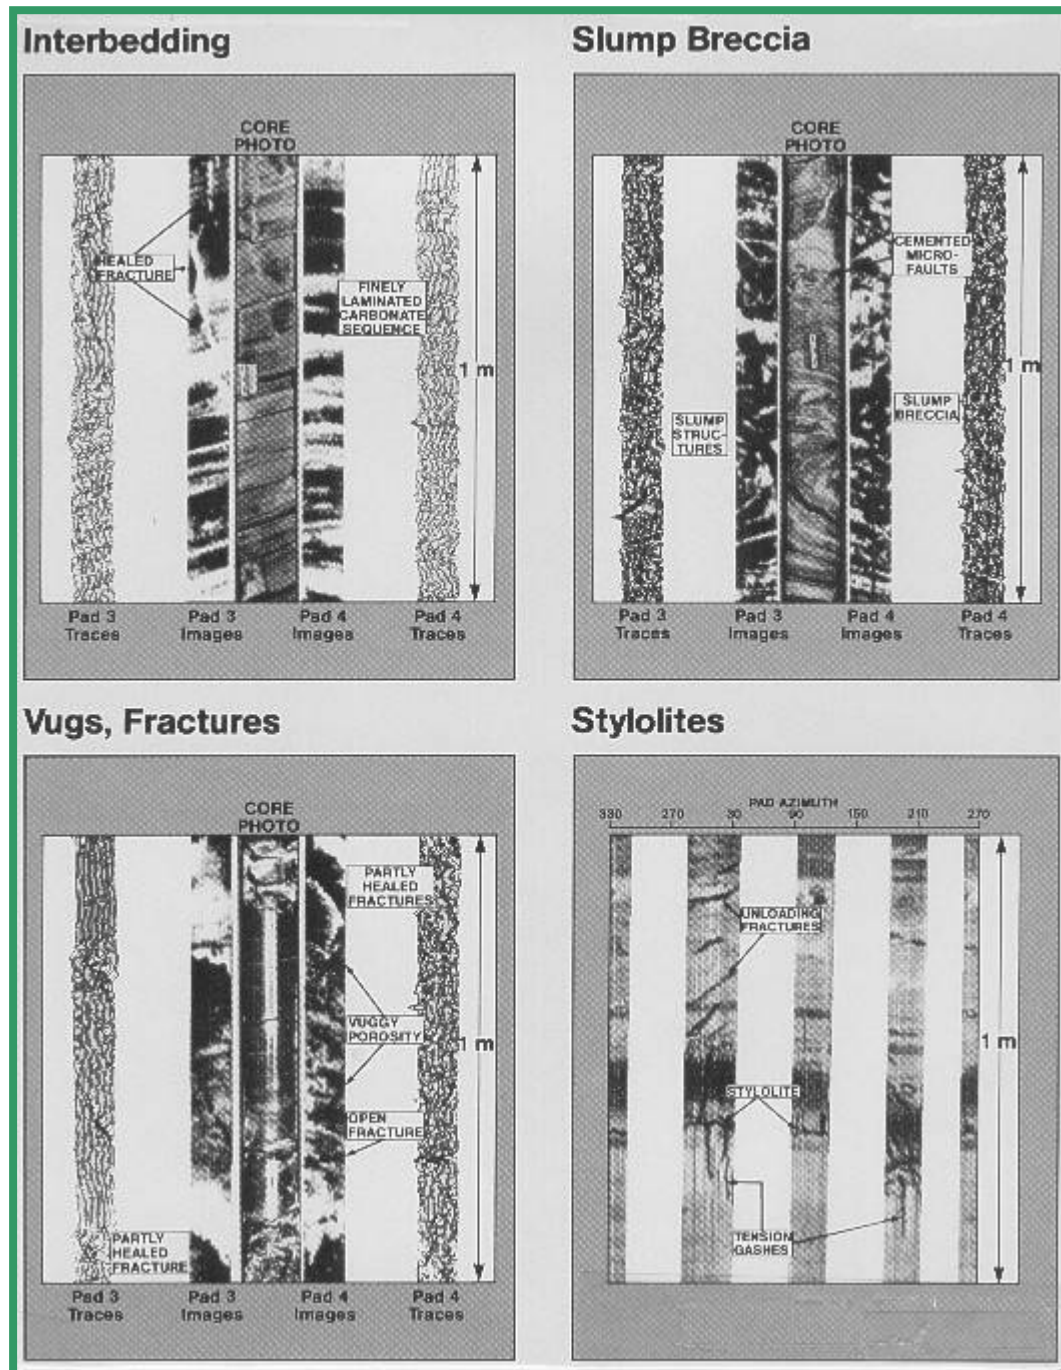 Interbedding
CORE
PHOTO
HEALED
FRACTURE
FINELY
LAMINATED
CARBONATE
SEQUENCE
1 m
Pad 3
Traces
Pad 3
Images
Pad 4
Images
Pad 4
Traces
Slump Breccia
CORE
PHOTO
CEMENTED
MICRO-
FAULTS
1 m
SLUMP
STRUC-
TURES
SLUMP
BRECCIA
Pad 3
Traces
Pad 3
Images
Pad 4
Images
Pad 4
Traces
Vugs, Fractures
CORE
PHOTO
PARTLY
HEALED
FRACTURES
VUGGY
POROSITY
1 m
OPEN
FRACTURE
PARTLY
HEALED
FRACTURE
Pad 3
Traces
Pad 3
Images
Pad 4
Images
Pad 4
Traces
Stylolites
PAD AZIMUTH
330 270 30 90 150 210 270
UNLOADING
FRACTURES
1 m
STYLOLITE
TENSION
GASHES